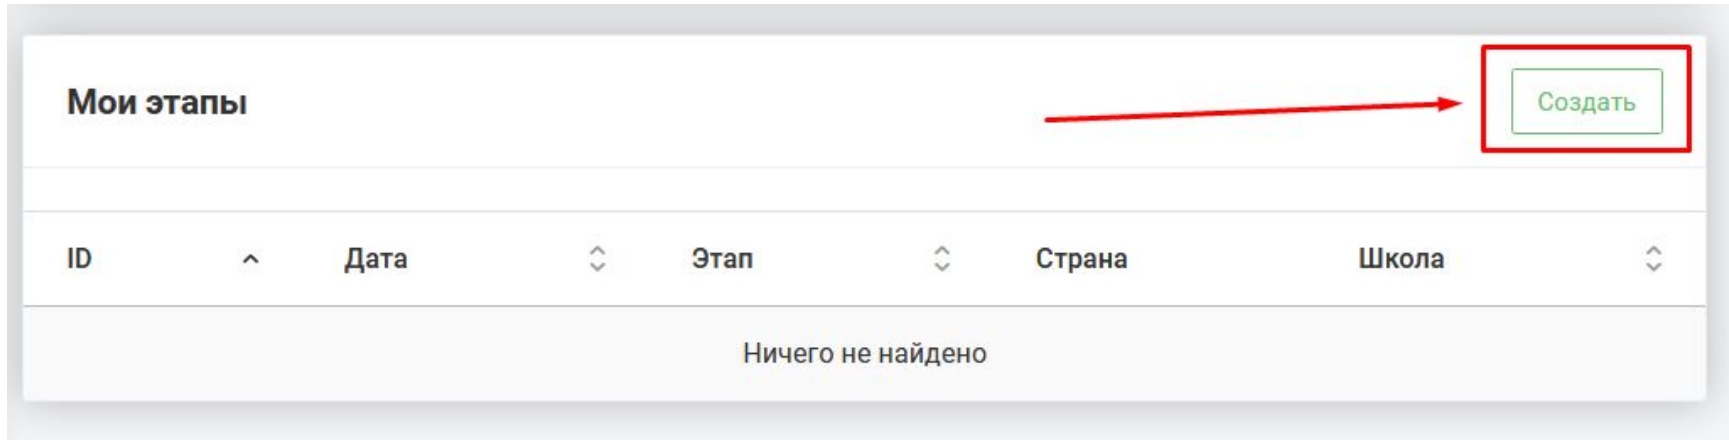 Мои этапы
Создать
ID Дата Этап Страна Школа
Ничего не найдено